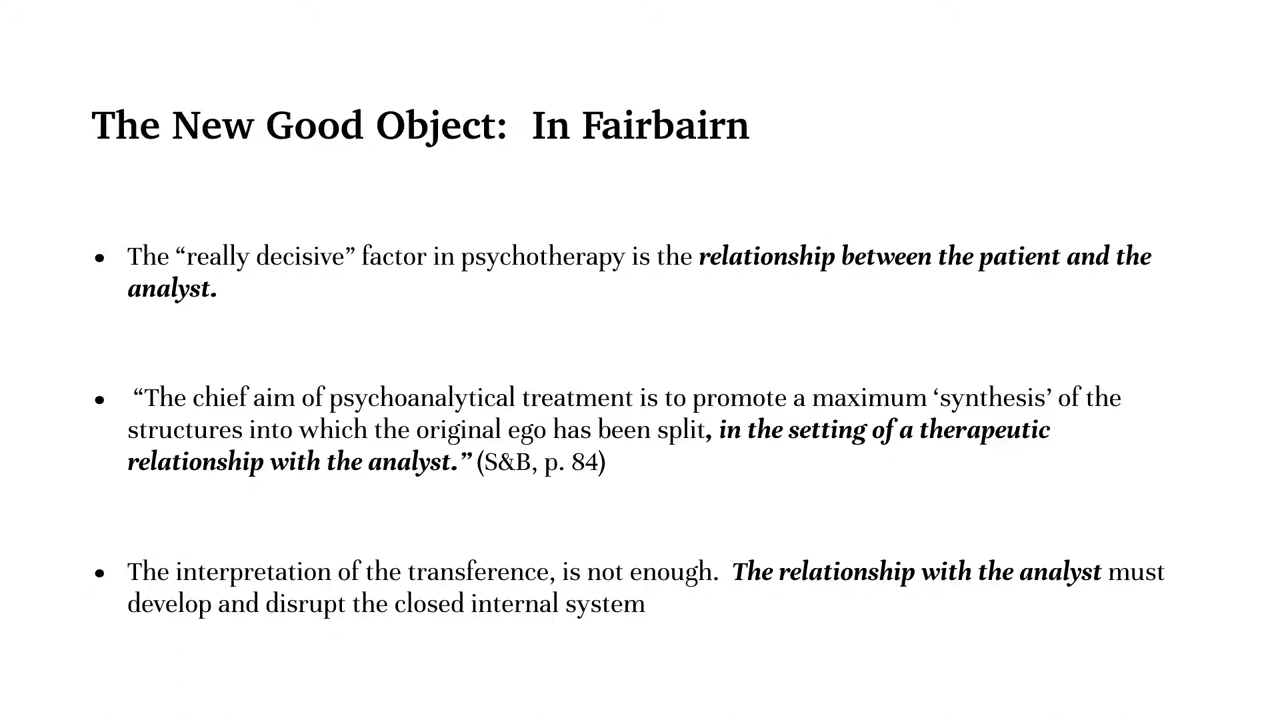 The New Good Object:  In Fairbairn
• The “really decisive” factor in psychotherapy is the relationship between the patient and the
analyst.
• “The chief aim of psychoanalytical treatment is to promote a maximum ‘synthesis’ of the
structures into which the original ego has been split, in the setting of a therapeutic
relationship with the analyst.” (S&B, p. 84)
• The interpretation of the transference, is not enough.  The relationship with the analyst must
develop and disrupt the closed internal system